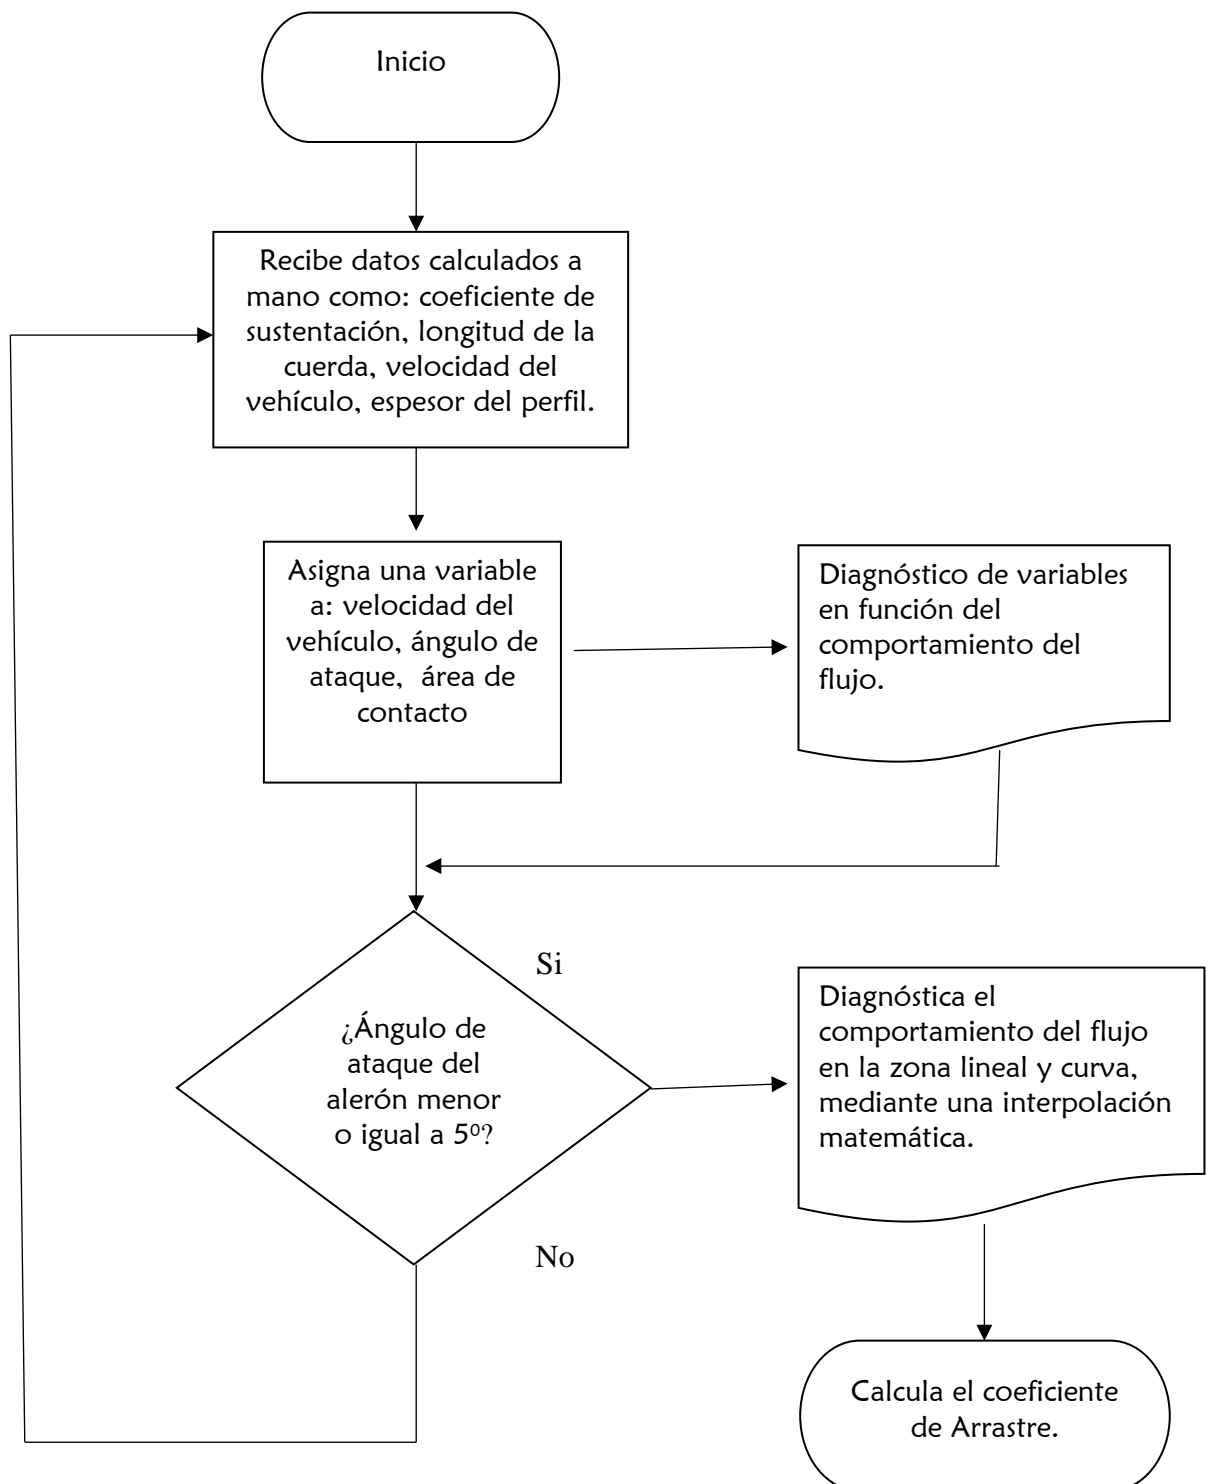 Inicio
Recibe datos calculados a
mano como: coeficiente de
sustentación, longitud de la
cuerda, velocidad del
vehículo, espesor del perfil.
Asigna una variable
a: velocidad del
vehículo, ángulo de
ataque, área de
contacto
Diagnóstico de variables
en función del
comportamiento del
flujo.
Si
¿Ángulo de
ataque del
alerón menor
o igual a 5º?
Diagnóstica el
comportamiento del flujo
en la zona lineal y curva,
mediante una interpolación
matemática.
No
Calcula el coeficiente
de Arrastre.